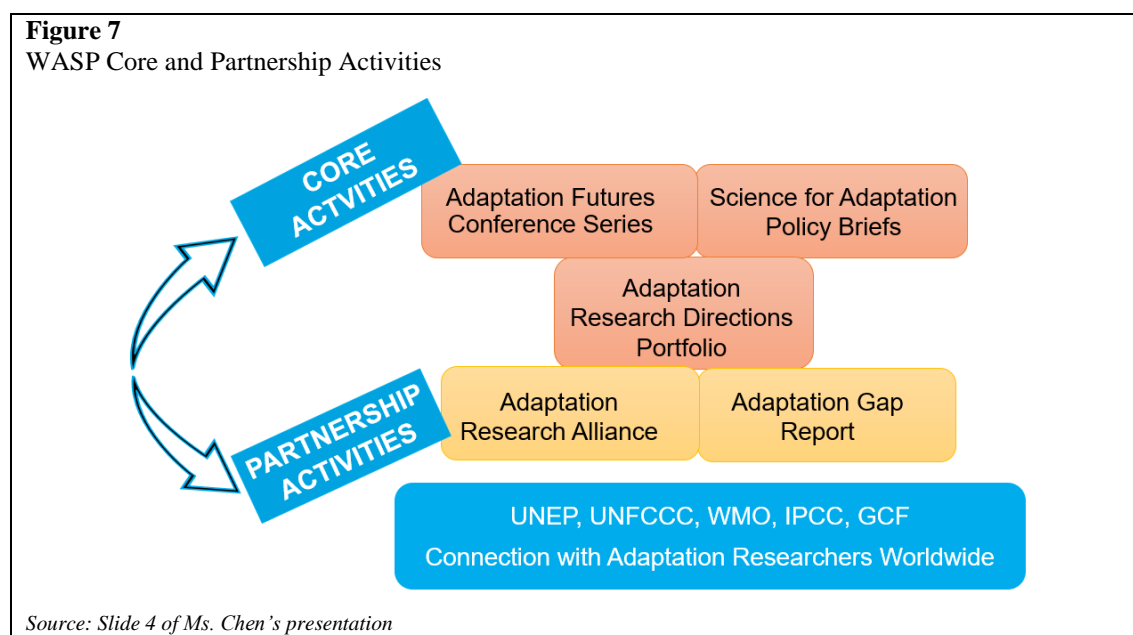 Figure 7
WASP Core and Partnership Activities
CORE
ACTVITIES
Adaptation Futures
Conference Series
Science for Adaptation
Policy Briefs
Adaptation
Research Directions
Portfolio
PARTNERSHIP
ACTIVITIES
Adaptation
Research Alliance
Adaptation Gap
Report
UNEP, UNFCCC, WMO, IPCC, GCF
Connection with Adaptation Researchers Worldwide
Source: Slide 4 of Ms. Chen’s presentation